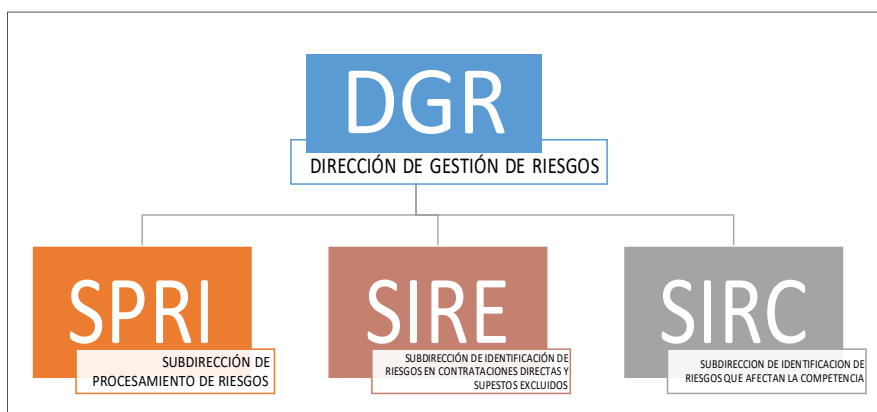 DGR
DIRECCIÓN DE GESTIÓN DE RIESGOS
SPRI
SUBDIRECCIÓN DE
PROCESAMIENTO DE RIESGOS
SIRE
SUBDIRECCIÓN DE IDENTIFICACIÓN DE
RIESGOS EN CONTRATACIONES DIRECTAS Y
SUPESTOS EXCLUIDOS
SIRC
SUBDIRECCION DE IDENTIFICACION DE
RIESGOS QUE AFECTAN LA COMPETENCIA